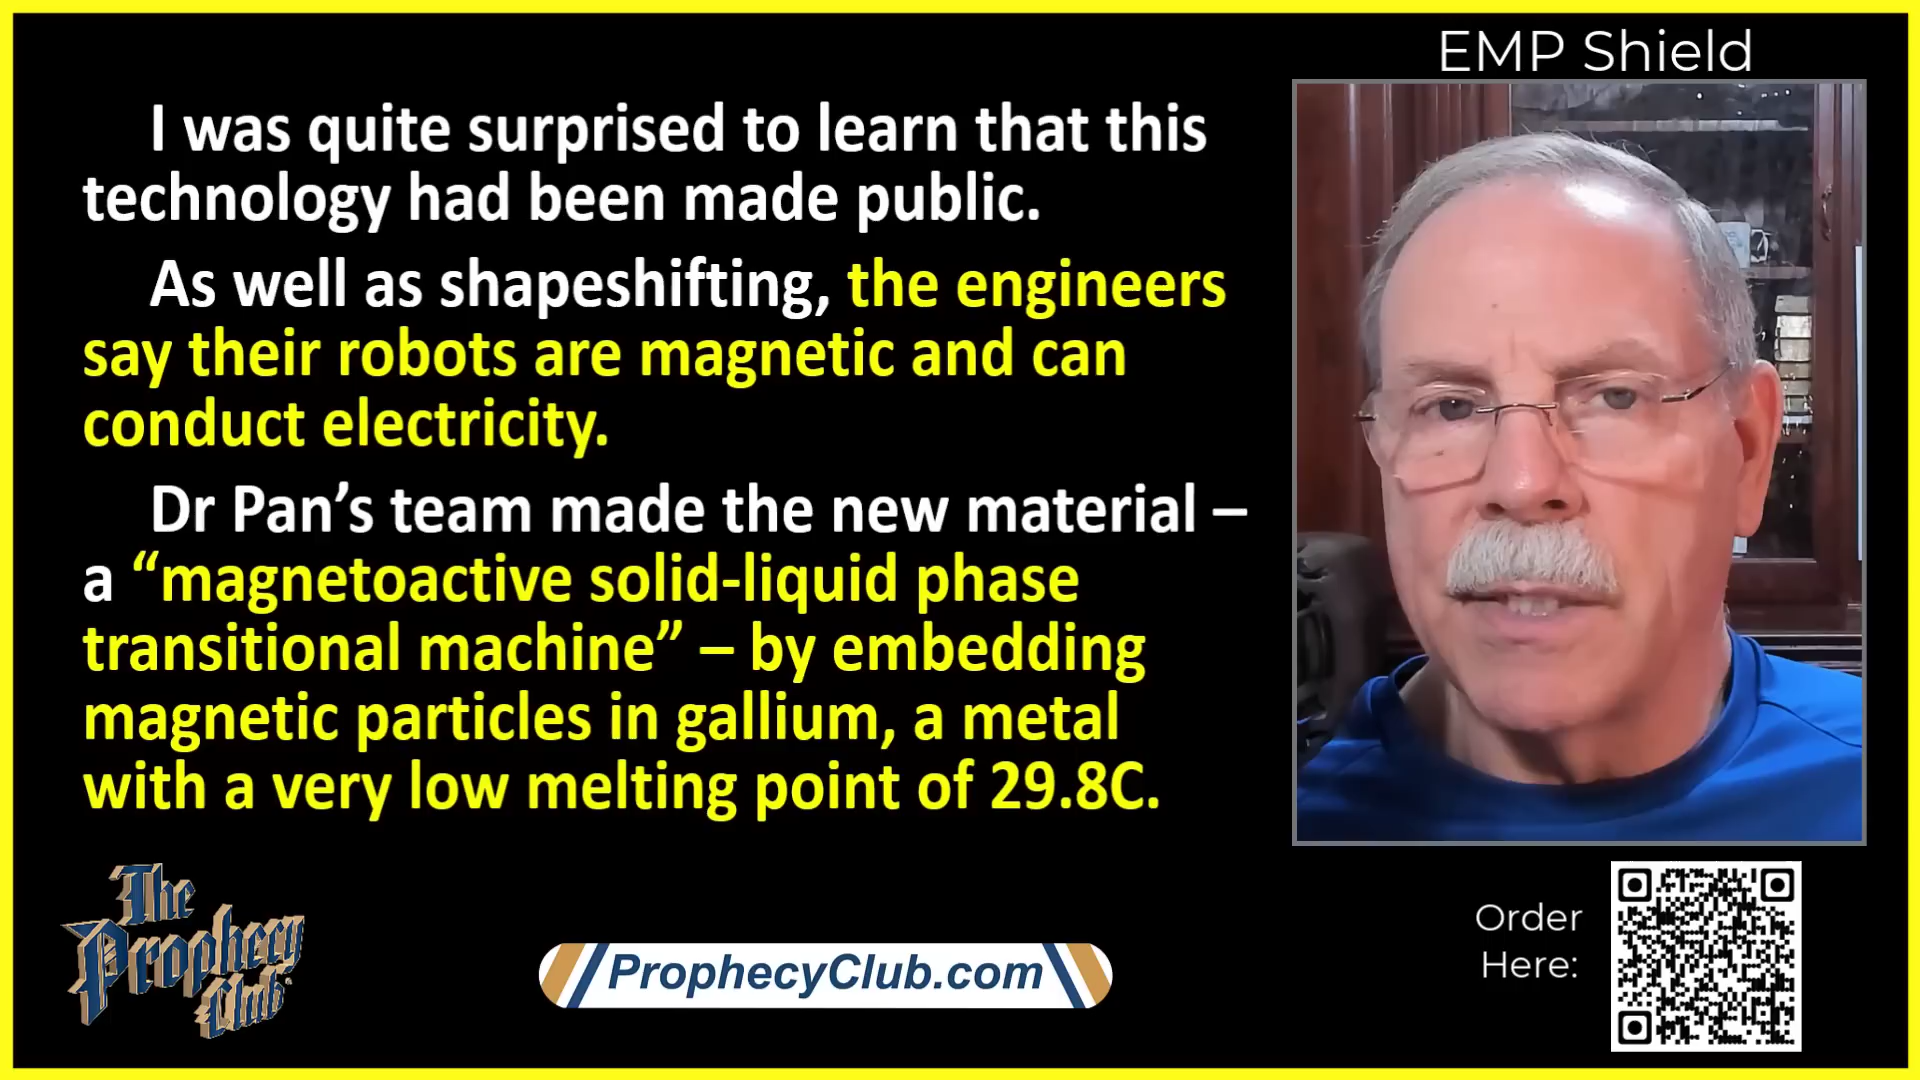 EMP Shield
I was quite surprised to learn that this
technology had been made public.
As well as shapeshifting, the engineers
say their robots are magnetic and can
conduct electricity.
Dr Pan’s team made the new material –
a “magnetoactive solid-liquid phase
transitional machine” – by embedding
magnetic particles in gallium, a metal
with a very low melting point of 29.8C.
The
Prophecy
Club
ProphecyClub.com
Order
Here: